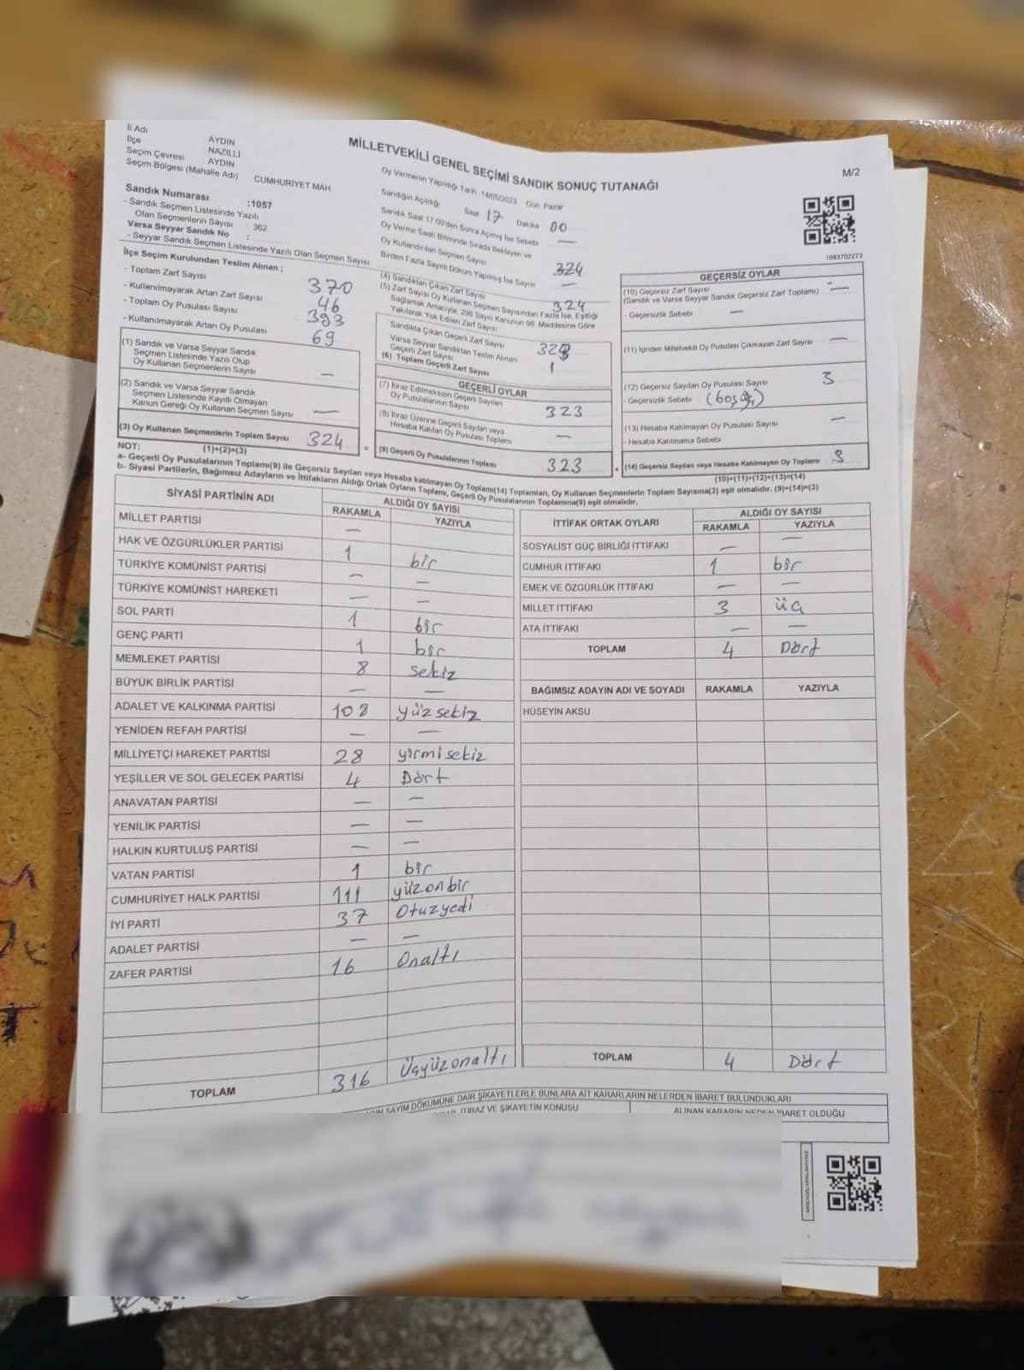 İl Adı
İlçe AYDIN
Seçim Çevresi NAZİLLİ
Seçim Bölgesi (Mahalle Adı) AYDIN
CUMHURİYET MAH
MİLLETVEKİLİ GENEL SEÇİMİ SANDIK SONUÇ TUTANAĞI
M/2
Oy Vermenin Yapıldığı Tarih 14/05/2023 Gün Pazar
Sandığın Açıldığı Saat 17 Dakika 00
Sandık Numarası :1057
- Sandık Seçmen Listesinde Yazılı
Olan Seçmenlerin Sayısı 362
Varsa Seyyar Sandık No :
- Seyyar Sandık Seçmen Listesinde Yazılı Olan Seçmen Sayısı
Sandık Saat 17.00'den Sonra Açılmış İse Sebebi —
Oy Verme Saati Bitiminde Sırada Bekleyen ve
Oy Kullandırılan Seçmen Sayısı
Birden Fazla Sayım Döküm Yapılmış İse Sayısı —
324
1083702273
İlçe Seçim Kurulundan Teslim Alınan ;
- Toplam Zarf Sayısı 370
- Kullanılmayarak Artan Zarf Sayısı 46
- Toplam Oy Pusulası Sayısı 393
- Kullanılmayarak Artan Oy Pusulası 69
(1) Sandık ve Varsa Seyyar Sandık
Seçmen Listesinde Yazılı Olup
Oy Kullanan Seçmenlerin Sayısı —
(2) Sandık ve Varsa Seyyar Sandık
Seçmen Listesinde Kayıtlı Olmayan
Kanun Gereği Oy Kullanan Seçmen Sayısı —
(3) Oy Kullanan Seçmenlerin Toplam Sayısı 324
(1)+(2)=(3)
(4) Sandıktan Çıkan Zarf Sayısı 324
(5) Zarf Sayısı Oy Kullanan Seçmen Sayısından Fazla İse, Eşitliği
Sağlamak Amacıyla, 298 Sayılı Kanunun 98. Maddesine Göre
Yakılarak Yok Edilen Zarf Sayısı
Sandıkta Çıkan Geçerli Zarf Sayısı
Varsa Seyyar Sandıktan Teslim Alınan
Geçerli Zarf Sayısı
(6) Toplam Geçerli Zarf Sayısı
GEÇERLİ OYLAR
(7) İtiraz Edilmeksizin Geçerli Sayılan
Oy Pusulalarının Sayısı 323
(8) İtiraz Üzerine Geçerli Sayılan veya
Hesaba Katılan Oy Pusulası Toplamı —
(9) Geçerli Oy Pusulalarının Toplamı 323
GEÇERSİZ OYLAR
(10) Geçersiz Zarf Sayısı
(Sandık ve Varsa Seyyar Sandık Geçersiz Zarf Toplamı) —
- Geçersizlik Sebebi —
(11) İçinden Milletvekili Oy Pusulası Çıkmayan Zarf Sayısı —
(12) Geçersiz Sayılan Oy Pusulası Sayısı 3
- Geçersizlik Sebebi
(13) Hesaba Katılmayan Oy Pusulası Sayısı —
- Hesaba Katılmama Sebebi
(14) Geçersiz Sayılan veya Hesaba Katılmayan Oy Toplamı 3
(10)+(11)+(12)+(13)=(14)
NOT:
a- Geçerli Oy Pusulalarının Toplamı(9) ile Geçersiz Sayılan veya Hesaba katılmayan Oy Toplamı(14) Toplamları, Oy Kullanan Seçmenlerin Toplam Sayısına(3) eşit olmalıdır. (9)+(14)=(3)
b- Siyasi Partilerin, Bağımsız Adayların ve İttifakların Aldığı Ortak Oyların Toplamı, Geçerli Oy Pusulalarının Toplamına(9) eşit olmalıdır.
SİYASİ PARTİNİN ADI ALDIĞI OY SAYISI
RAKAMLA YAZIYLA
MİLLET PARTİSİ —
HAK VE ÖZGÜRLÜKLER PARTİSİ 1 bir
TÜRKİYE KOMÜNİST PARTİSİ — —
TÜRKİYE KOMÜNİST HAREKETİ — —
SOL PARTİ 1 bir
GENÇ PARTİ 1 bir
MEMLEKET PARTİSİ 8 sekiz
BÜYÜK BİRLİK PARTİSİ — —
ADALET VE KALKINMA PARTİSİ 108 yüzsekiz
YENİDEN REFAH PARTİSİ — —
MİLLİYETÇİ HAREKET PARTİSİ 28 yirmisekiz
YEŞİLLER VE SOL GELECEK PARTİSİ 4 Dört
ANAVATAN PARTİSİ — —
YENİLİK PARTİSİ — —
HALKIN KURTULUŞ PARTİSİ — —
VATAN PARTİSİ 1 bir
CUMHURİYET HALK PARTİSİ 111 yüzonbir
İYİ PARTİ 37 Otuzyedi
ADALET PARTİSİ — —
ZAFER PARTİSİ 16 Onaltı
TOPLAM 316 Üçyüzonaltı
İTTİFAK ORTAK OYLARI ALDIĞI OY SAYISI
RAKAMLA YAZIYLA
SOSYALİST GÜÇ BİRLİĞİ İTTİFAKI — —
CUMHUR İTTİFAKI 1 bir
EMEK VE ÖZGÜRLÜK İTTİFAKI — —
MİLLET İTTİFAKI 3 üç
ATA İTTİFAKI — —
TOPLAM 4 Dört
BAĞIMSIZ ADAYIN ADI VE SOYADI RAKAMLA YAZIYLA
HÜSEYİN AKSU
TOPLAM 4 Dört
SAYIM DÖKÜMÜNE DAİR ŞİKAYETLERLE BUNLARA AİT KARARLARIN NELERDEN İBARET BULUNDUKLARI
İTİRAZ VE ŞİKAYETİN KONUSU
ALINAN KARARIN NEDEN İBARET OLDUĞU